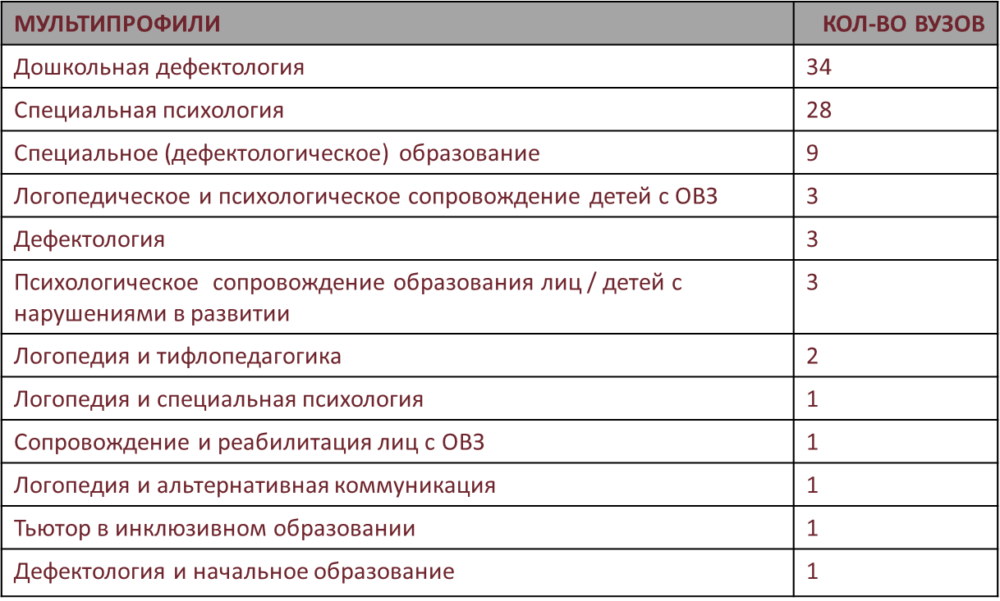 МУЛЬТИПРОФИЛИ КОЛ-ВО ВУЗОВ
Дошкольная дефектология 34
Специальная психология 28
Специальное (дефектологическое) образование 9
Логопедическое и психологическое сопровождение детей с ОВЗ 3
Дефектология 3
Психологическое сопровождение образования лиц / детей с 3
нарушениями в развитии
Логопедия и тифлопедагогика 2
Логопедия и специальная психология 1
Сопровождение и реабилитация лиц с ОВЗ 1
Логопедия и альтернативная коммуникация 1
Тьютор в инклюзивном образовании 1
Дефектология и начальное образование 1